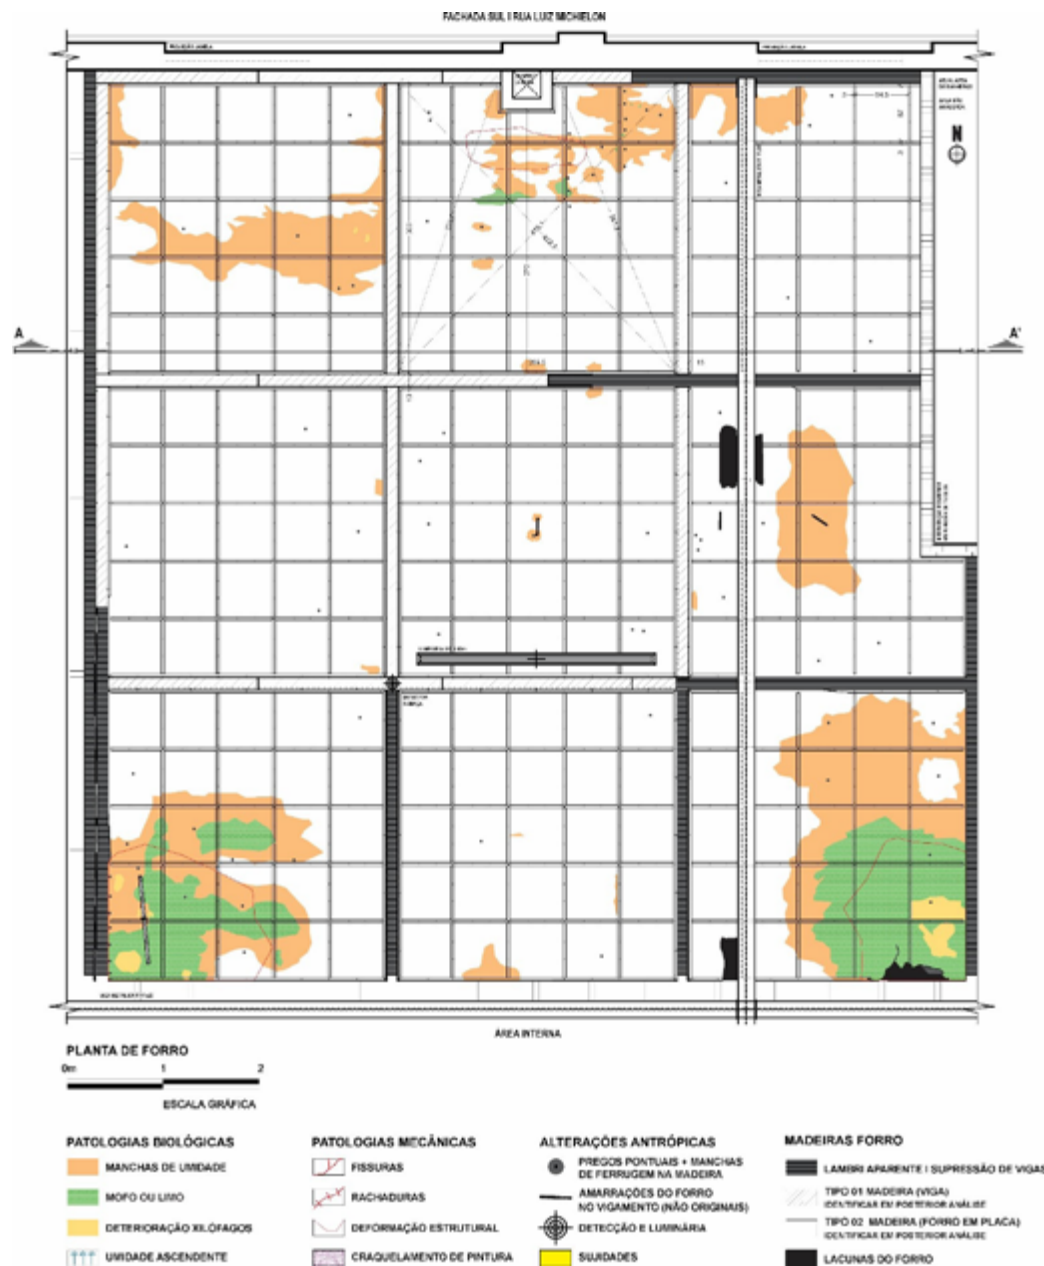 FACHADA SUL I RUA LUIZ MICHIELON
N
A
A'
ÁREA INTERNA
PLANTA DE FORRO
0m 1 2
ESCALA GRÁFICA
PATOLOGIAS BIOLÓGICAS
MANCHAS DE UMIDADE
MOFO OU LIMO
DETERIORAÇÃO XILÓFAGOS
UMIDADE ASCENDENTE
PATOLOGIAS MECÂNICAS
FISSURAS
RACHADURAS
DEFORMAÇÃO ESTRUTURAL
CRAQUELAMENTO DE PINTURA
ALTERAÇÕES ANTRÓPICAS
PREGOS PONTUAIS + MANCHAS
DE FERRUGEM NA MADEIRA
AMARRAÇÕES DO FORRO
NO VIGAMENTO (NÃO ORIGINAIS)
DETECÇÃO E LUMINÁRIA
SUJIDADES
MADEIRAS FORRO
LAMBRI APARENTE I SUPRESSÃO DE VIGAS
TIPO 01 MADEIRA (VIGA)
IDENTIFICAR EM POSTERIOR ANÁLISE
TIPO 02 MADEIRA (FORRO EM PLACA)
IDENTIFICAR EM POSTERIOR ANÁLISE
LACUNAS DO FORRO